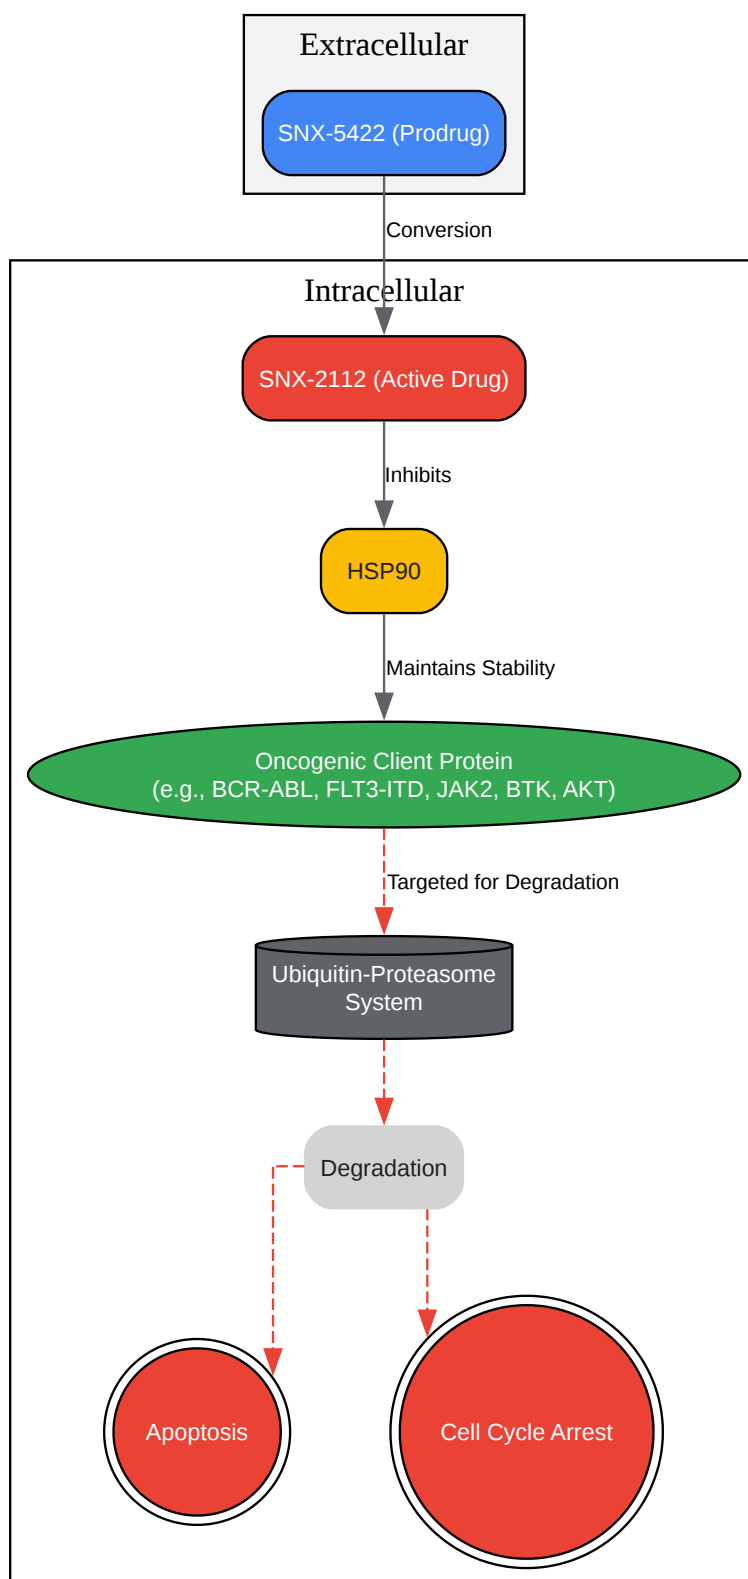 Extracellular
SNX-5422 (Prodrug)
Conversion
Intracellular
SNX-2112 (Active Drug)
Inhibits
HSP90
Maintains Stability
Oncogenic Client Protein
(e.g., BCR-ABL, FLT3-ITD, JAK2, BTK, AKT)
Targeted for Degradation
Ubiquitin-Proteasome
System
Degradation
Apoptosis
Cell Cycle Arrest